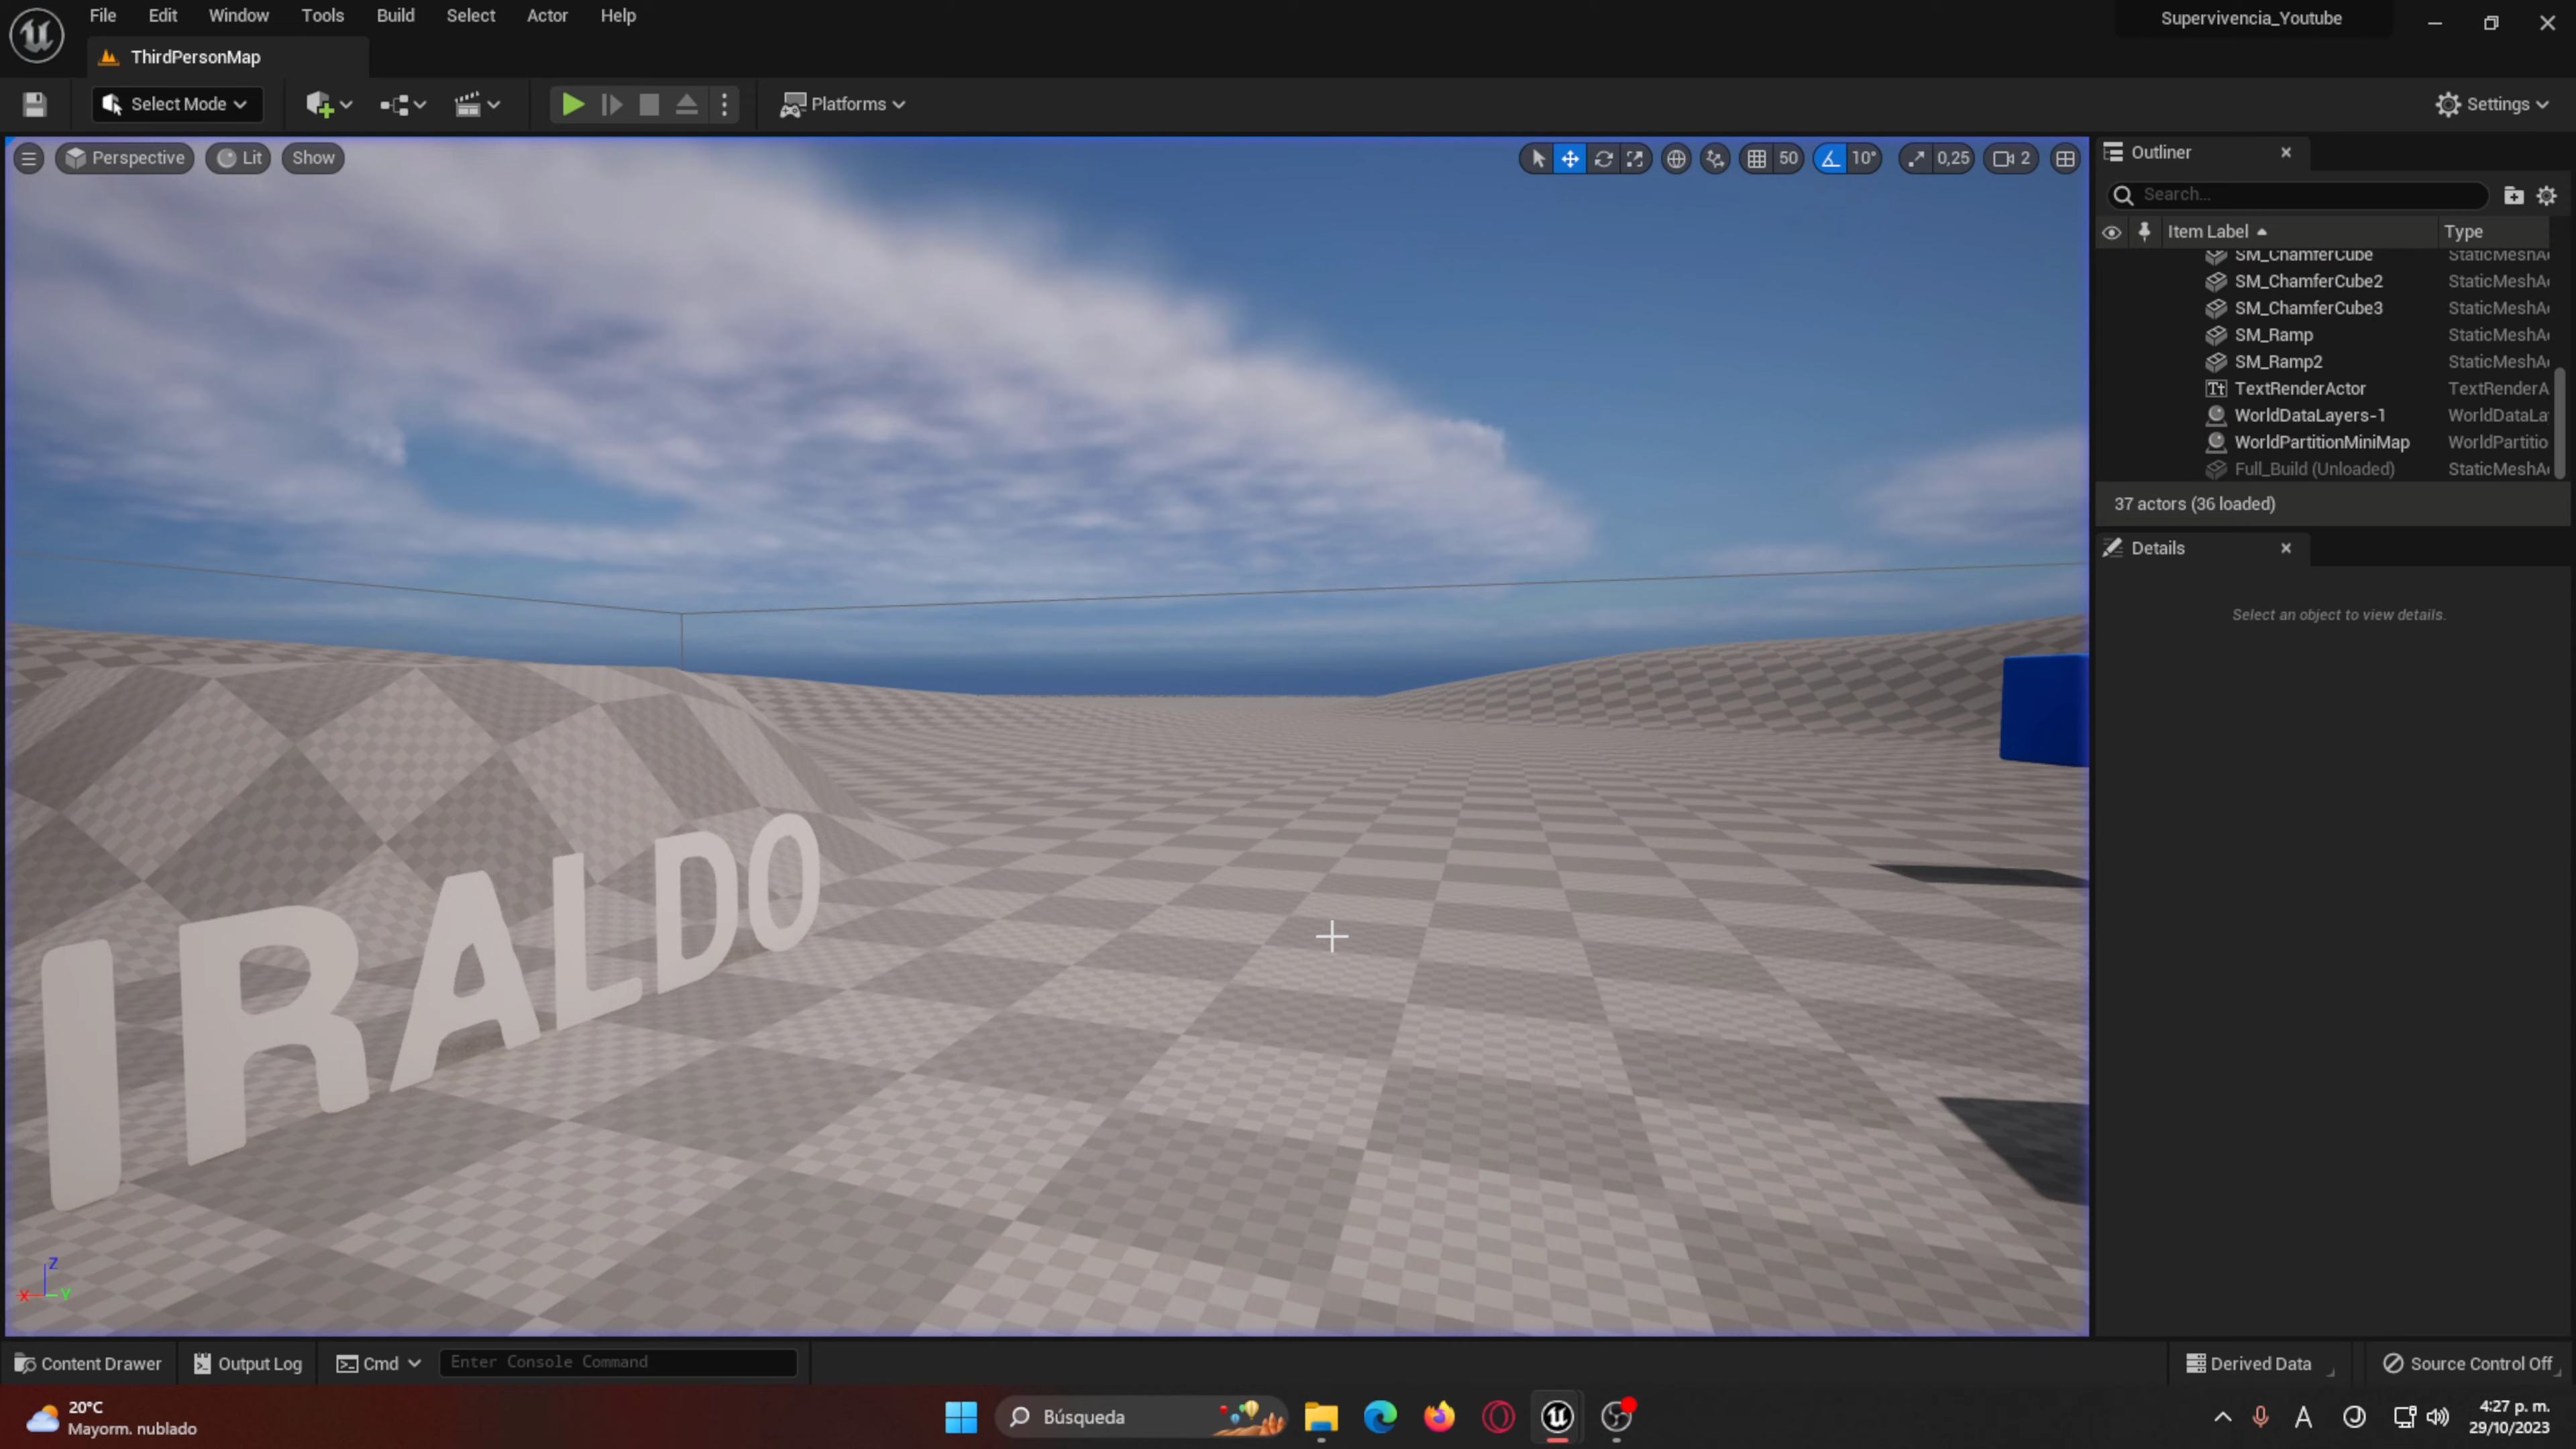 File Edit Window Tools Build Select Actor Help
Supervivencia_Youtube
ThirdPersonMap
Select Mode
Platforms
Settings
Perspective Lit Show
50 10° 0,25 2
Outliner
Search...
Item Label Type
SM_ChamferCube StaticMeshA
SM_ChamferCube2 StaticMeshA
SM_ChamferCube3 StaticMeshA
SM_Ramp StaticMeshA
SM_Ramp2 StaticMeshA
TextRenderActor TextRenderA
WorldDataLayers-1 WorldDataLa
WorldPartitionMiniMap WorldPartitio
Full_Build (Unloaded) StaticMeshA
37 actors (36 loaded)
Details
Select an object to view details.
IRALDO
Z
X Y
Content Drawer Output Log Cmd Enter Console Command
Derived Data Source Control Off
20°C
Mayorm. nublado
Búsqueda
A
4:27 p. m.
29/10/2023